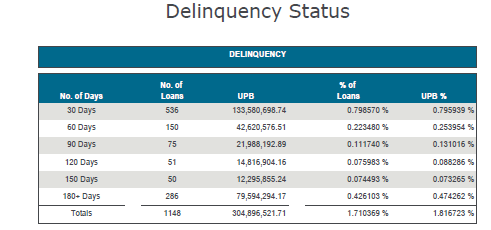 Delinquency Status
DELINQUENCY
No. of Days No. of Loans UPB % of Loans UPB %
30 Days 536 133,580,698.74 0.798570 % 0.795939 %
60 Days 150 42,620,576.51 0.223480 % 0.253954 %
90 Days 75 21,988,192.89 0.111740 % 0.131016 %
120 Days 51 14,816,904.16 0.075983 % 0.088286 %
150 Days 50 12,295,855.24 0.074493 % 0.073265 %
180+ Days 286 79,594,294.17 0.426103 % 0.474262 %
Totals 1148 304,896,521.71 1.710369 % 1.816723 %